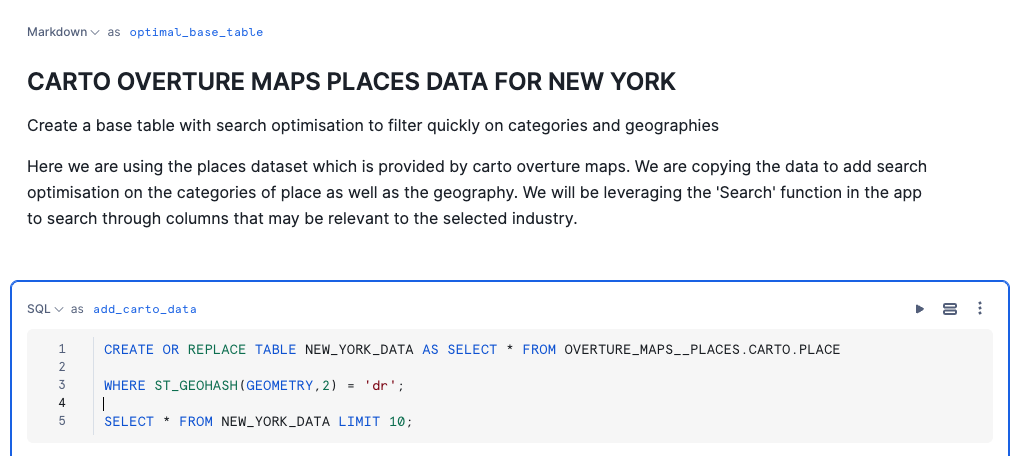 Markdown as optimal_base_table
CARTO OVERTURE MAPS PLACES DATA FOR NEW YORK
Create a base table with search optimisation to filter quickly on categories and geographies
Here we are using the places dataset which is provided by carto overture maps. We are copying the data to add search
optimisation on the categories of place as well as the geography. We will be leveraging the 'Search' function in the app
to search through columns that may be relevant to the selected industry.
SQL as add_carto_data
1 CREATE OR REPLACE TABLE NEW_YORK_DATA AS SELECT * FROM OVERTURE_MAPS__PLACES.CARTO.PLACE
2
3 WHERE ST_GEOHASH(GEOMETRY,2) = 'dr';
4
5 SELECT * FROM NEW_YORK_DATA LIMIT 10;